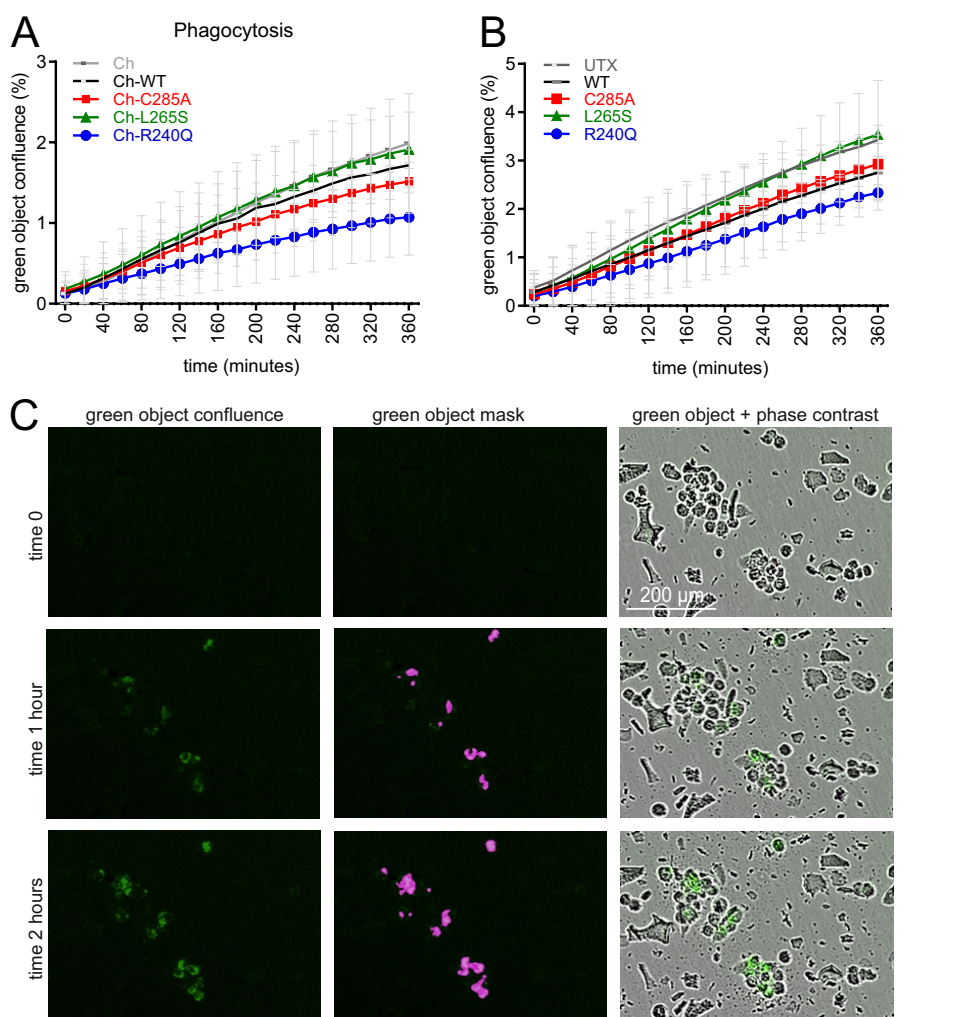 A
Phagocytosis
green object confluence (%)
3
2
1
0
Ch
Ch-WT
Ch-C285A
Ch-L265S
Ch-R240Q
0
40
80
120
160
200
240
280
320
360
time (minutes)
B
green object confluence (%)
5
4
3
2
1
0
UTX
WT
C285A
L265S
R240Q
0
40
80
120
160
200
240
280
320
360
time (minutes)
C
green object confluence
green object mask
green object + phase contrast
time 0
200 µm
time 1 hour
time 2 hours